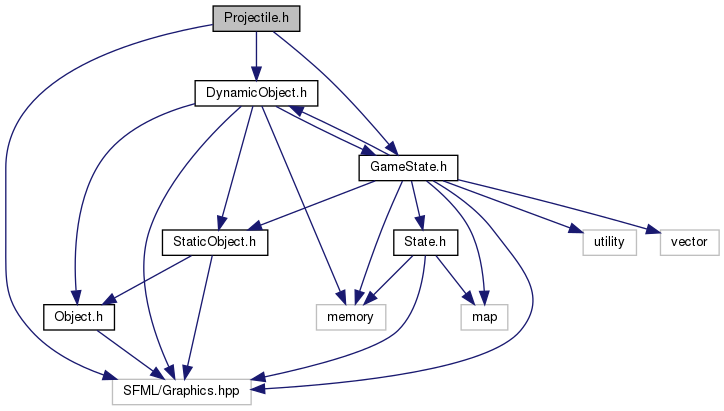 Projectile.h
DynamicObject.h
GameState.h
StaticObject.h
State.h
utility
vector
Object.h
memory
map
SFML/Graphics.hpp